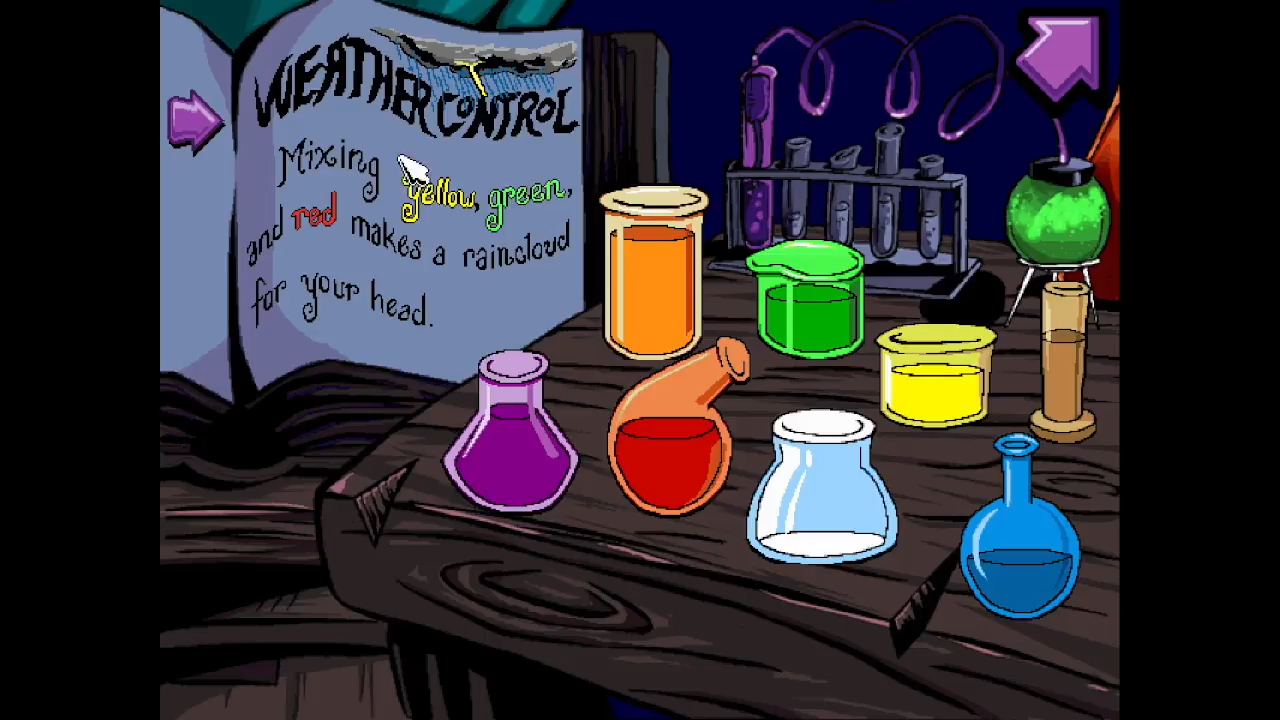 WEATHER CONTROL
Mixing yellow, green,
and red makes a raincloud
for your head.